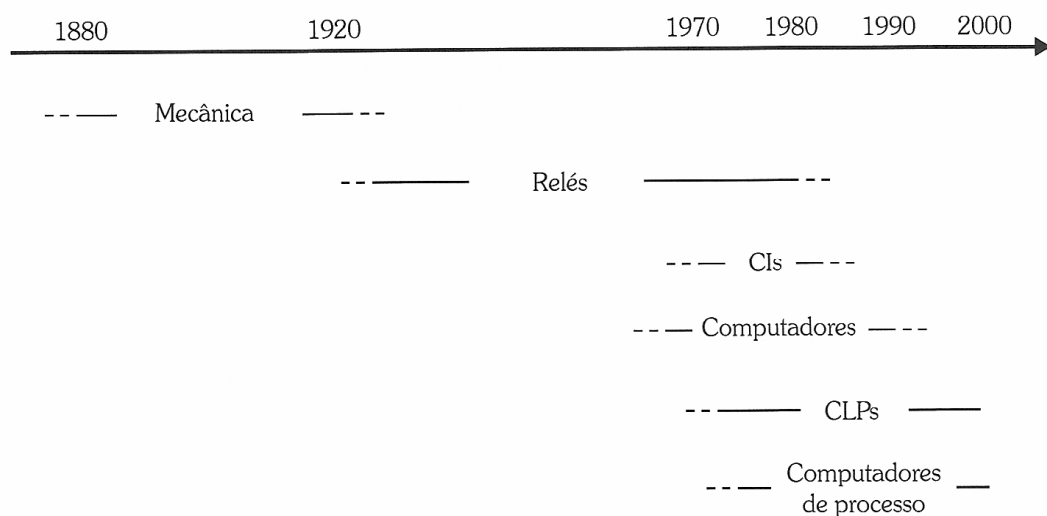 1880 1920 1970 1980 1990 2000
Mecânica
Relés
CIs
Computadores
CLPs
Computadores
de processo